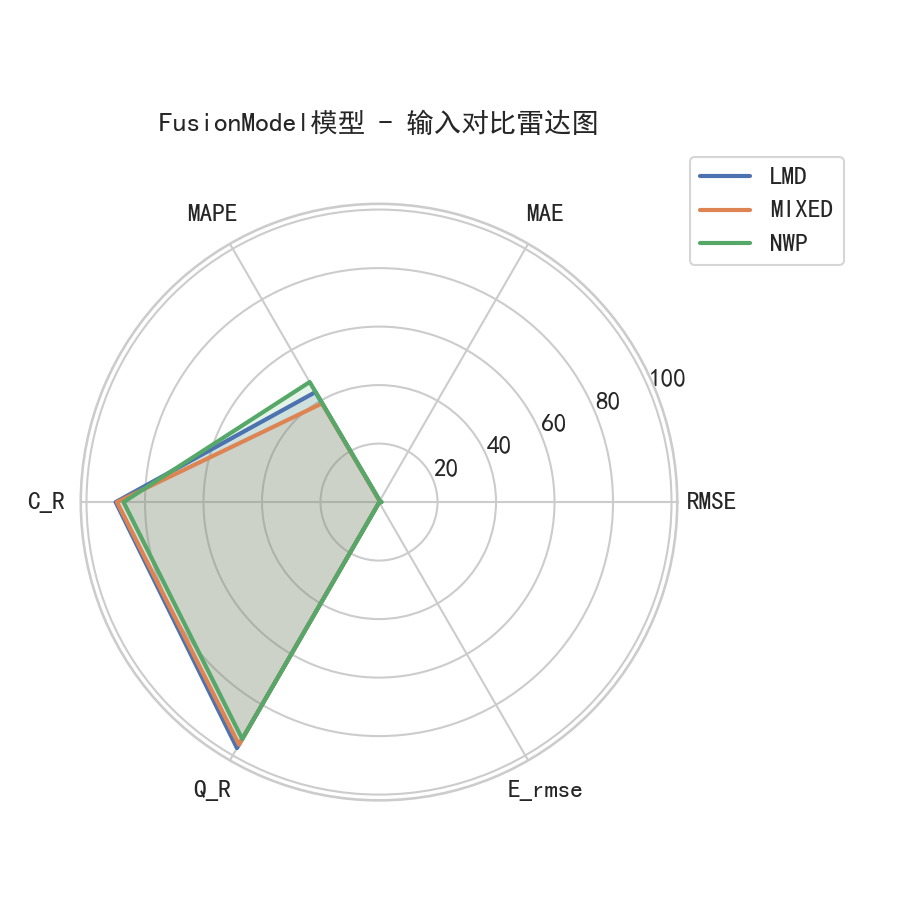 FusionModel模型 - 输入对比雷达图
LMD
MIXED
NWP
MAPE
MAE
100
80
60
40
20
C_R
RMSE
Q_R
E_rmse